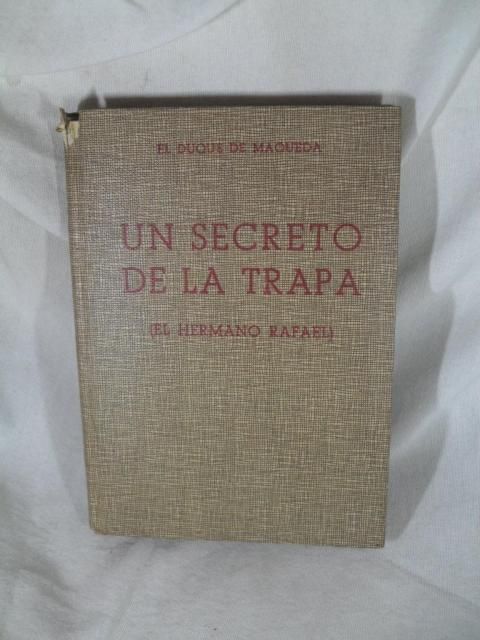 EL DUQUE DE MAQUEDA
UN SECRETO
DE LA TRAPA
(EL HERMANO RAFAEL)